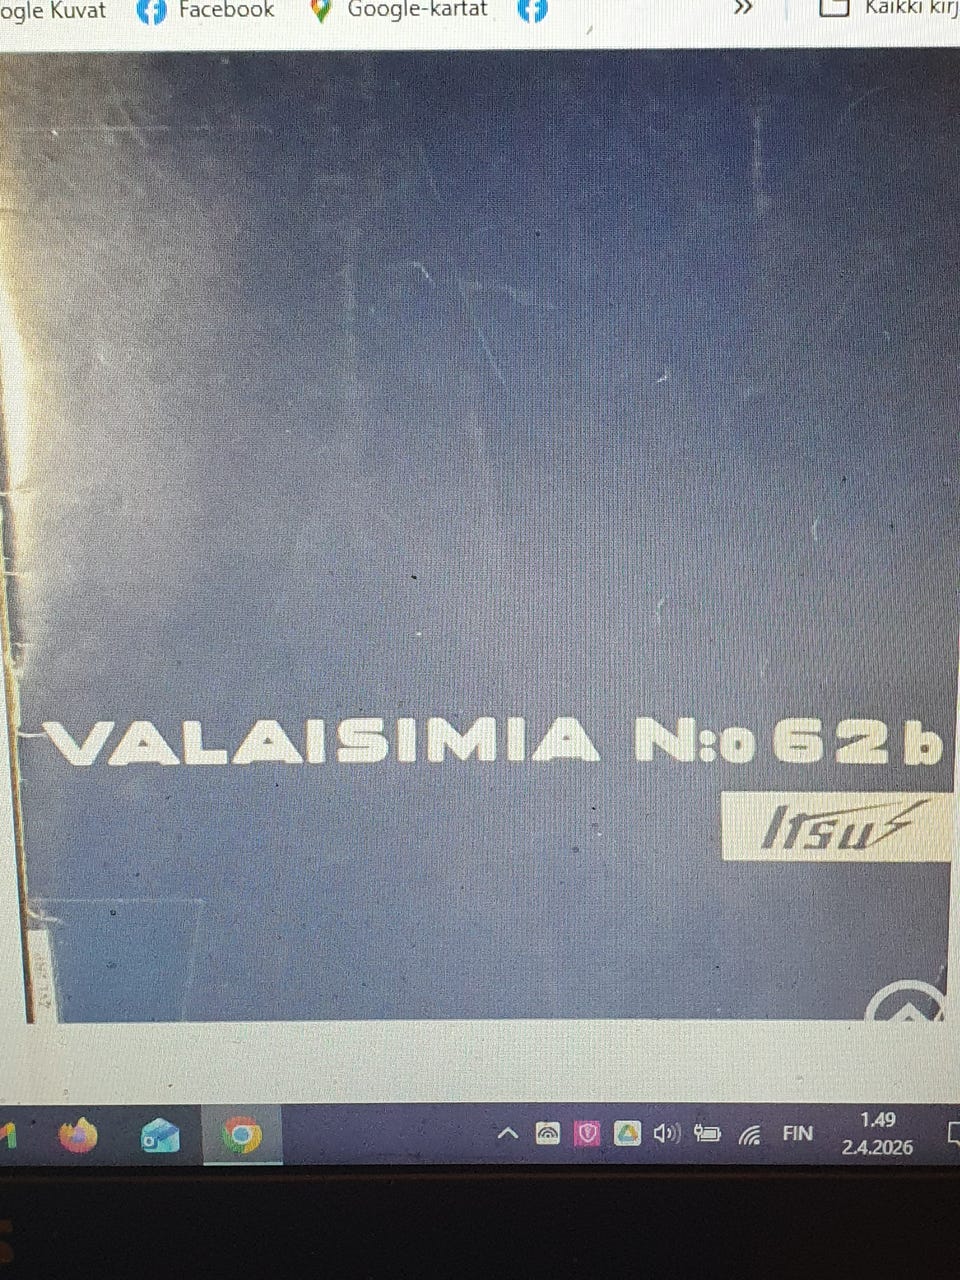 ogle Kuvat Facebook Google-kartat » Kaikki kirj
VALAISIMIA N:o 62 b
Itsu
FIN
1.49
2.4.2026